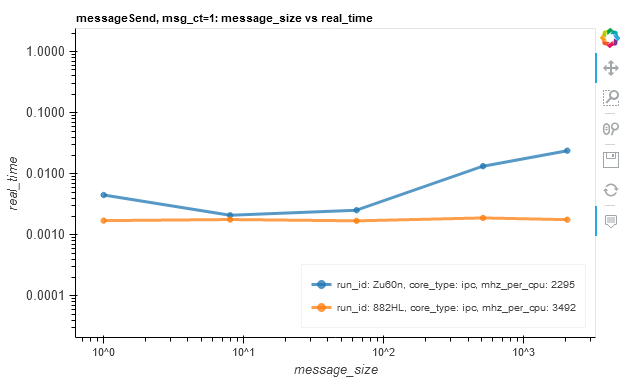 messageSend, msg_ct=1: message_size vs real_time
1.0000
0.1000
0.0100
0.0010
0.0001
real_time
run_id: Zu60n, core_type: ipc, mhz_per_cpu: 2295
run_id: 882HL, core_type: ipc, mhz_per_cpu: 3492
10^0
10^1
10^2
10^3
message_size